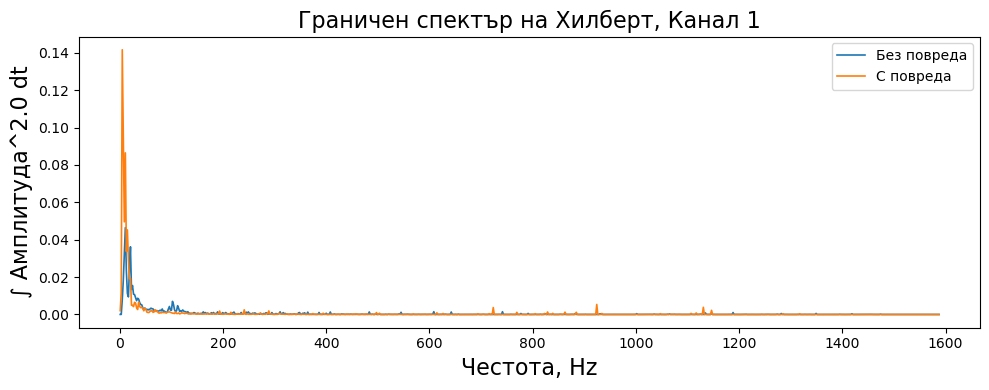 Граничен спектър на Хилберт, Канал 1
∫ Амплитуда^2.0 dt
0.14
0.12
0.10
0.08
0.06
0.04
0.02
0.00
Без повреда
С повреда
0 200 400 600 800 1000 1200 1400 1600
Честота, Hz